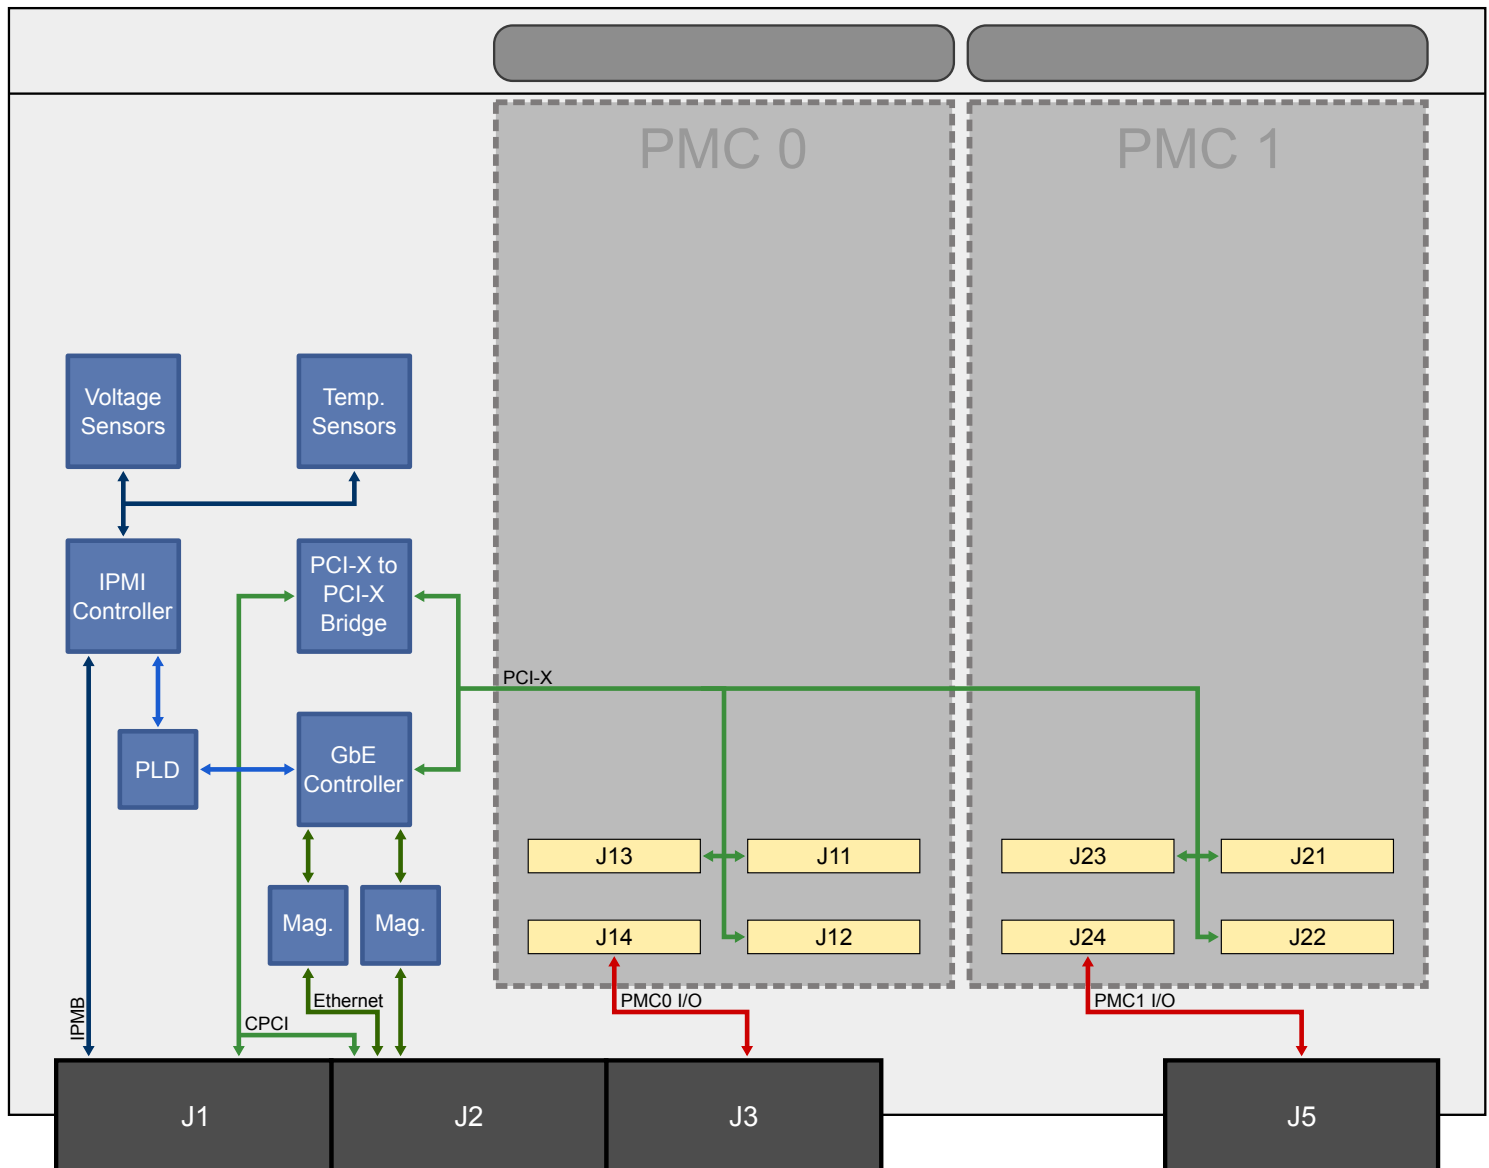 PMC 0
PMC 1
Voltage
Sensors
Temp.
Sensors
IPMI
Controller
PCI-X to
PCI-X
Bridge
PCI-X
PLD
GbE
Controller
J13
J11
J23
J21
Mag.
Mag.
J14
J12
J24
J22
IPMB
Ethernet
CPCI
PMC0 I/O
PMC1 I/O
J1
J2
J3
J5